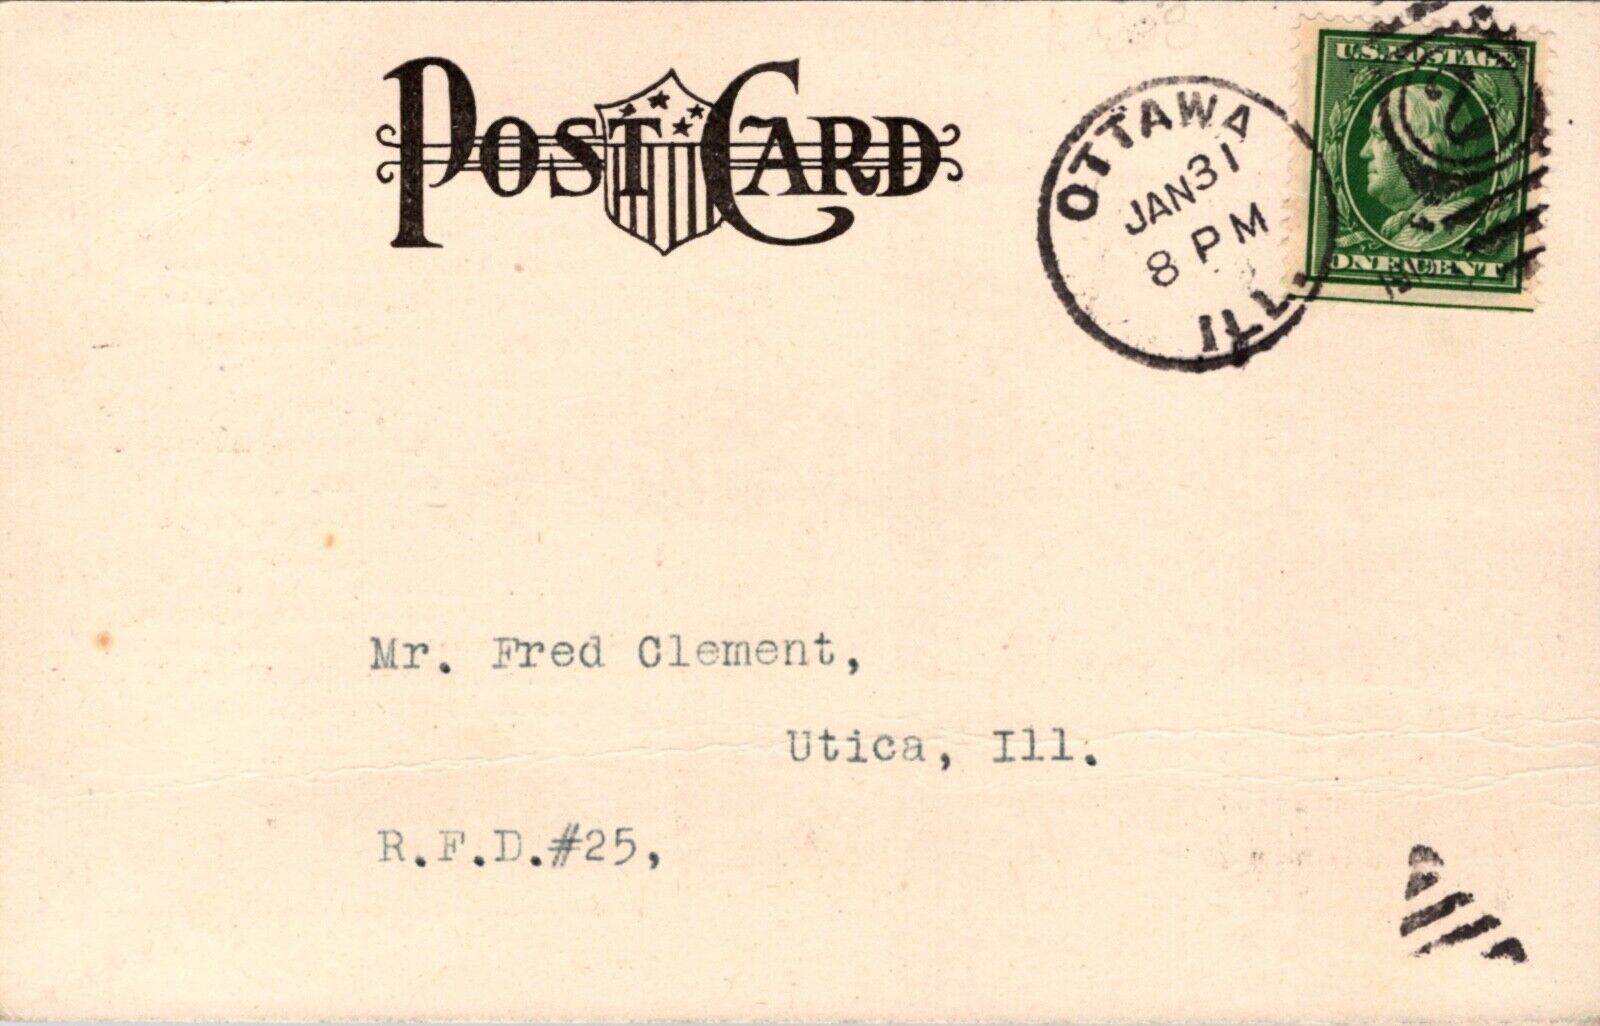 POST CARD
OTTAWA
JAN 31
8 PM
ILL.
U.S. POSTAGE
ONE CENT
Mr. Fred Clement,
Utica, Ill.
R.F.D.#25,